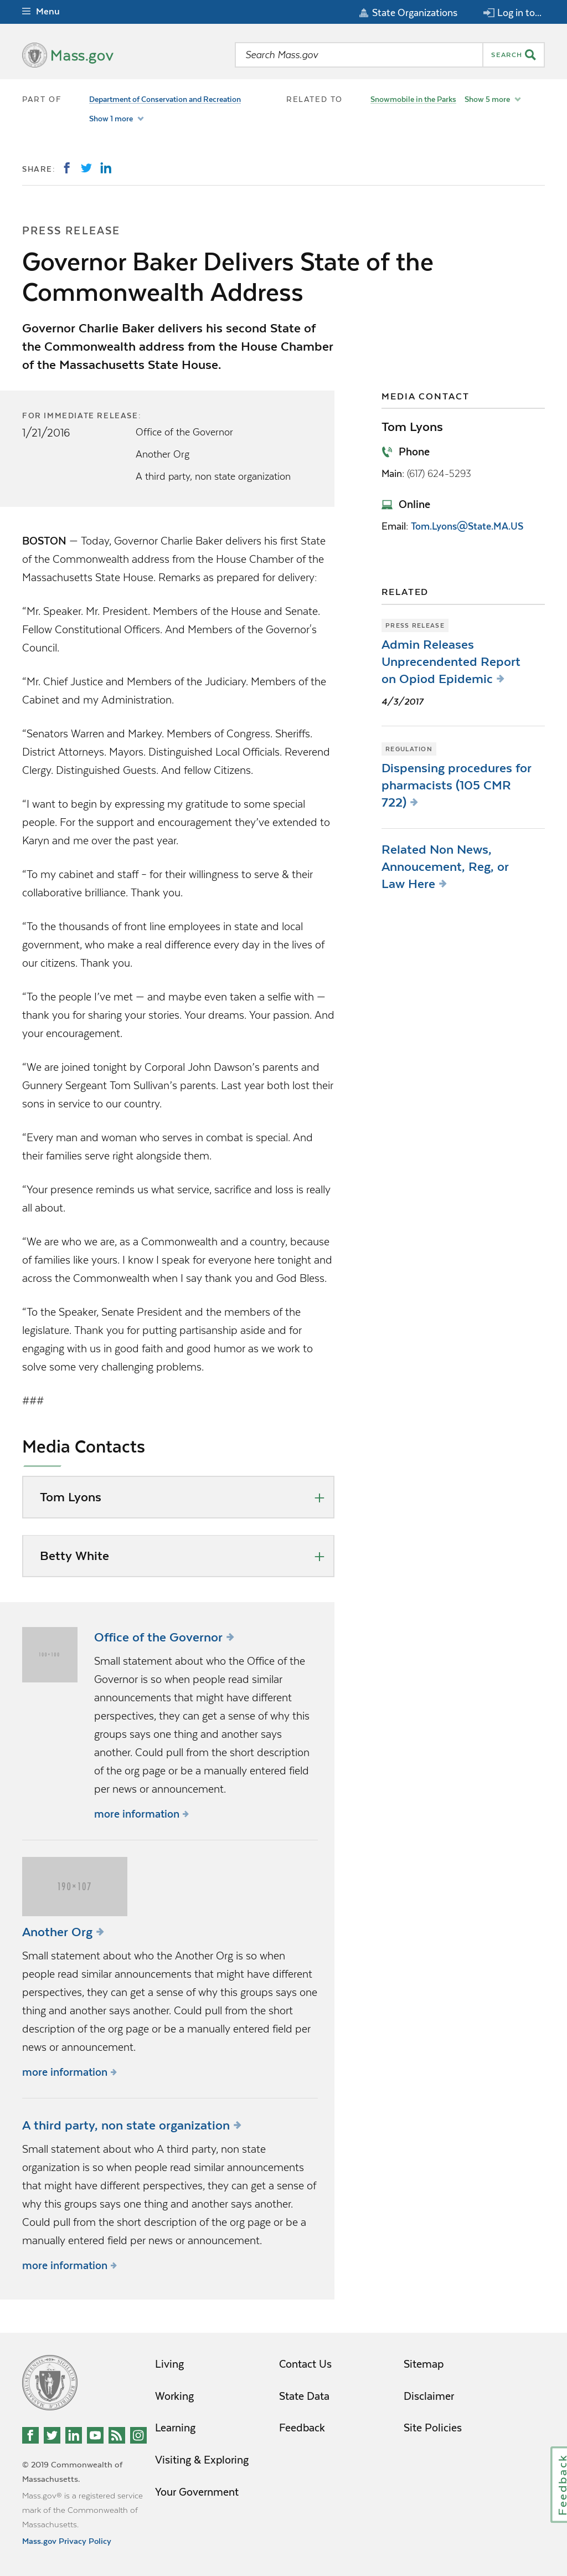 Menu
State Organizations
Log in to...
Mass.gov
Search Mass.gov
SEARCH
PART OF
Department of Conservation and Recreation
Show 1 more
RELATED TO
Snowmobile in the Parks
Show 5 more
SHARE:
PRESS RELEASE
Governor Baker Delivers State of the
Commonwealth Address
Governor Charlie Baker delivers his second State of
the Commonwealth address from the House Chamber
of the Massachusetts State House.
FOR IMMEDIATE RELEASE:
1/21/2016
Office of the Governor
Another Org
A third party, non state organization
BOSTON — Today, Governor Charlie Baker delivers his first State
of the Commonwealth address from the House Chamber of the
Massachusetts State House. Remarks as prepared for delivery:
“Mr. Speaker. Mr. President. Members of the House and Senate.
Fellow Constitutional Officers. And Members of the Governor’s
Council.
“Mr. Chief Justice and Members of the Judiciary. Members of the
Cabinet and my Administration.
“Senators Warren and Markey. Members of Congress. Sheriffs.
District Attorneys. Mayors. Distinguished Local Officials. Reverend
Clergy. Distinguished Guests. And fellow Citizens.
“I want to begin by expressing my gratitude to some special
people. For the support and encouragement they’ve extended to
Karyn and me over the past year.
“To my cabinet and staff – for their willingness to serve & their
collaborative brilliance. Thank you.
“To the thousands of front line employees in state and local
government, who make a real difference every day in the lives of
our citizens. Thank you.
“To the people I’ve met — and maybe even taken a selfie with —
thank you for sharing your stories. Your dreams. Your passion. And
your encouragement.
“We are joined tonight by Corporal John Dawson’s parents and
Gunnery Sergeant Tom Sullivan’s parents. Last year both lost their
sons in service to our country.
“Every man and woman who serves in combat is special. And
their families serve right alongside them.
“Your presence reminds us what service, sacrifice and loss is really
all about.
“We are who we are, as a Commonwealth and a country, because
of families like yours. I know I speak for everyone here tonight and
across the Commonwealth when I say thank you and God Bless.
“To the Speaker, Senate President and the members of the
legislature. Thank you for putting partisanship aside and for
engaging with us in good faith and good humor as we work to
solve some very challenging problems.
###
Media Contacts
Tom Lyons
Betty White
MEDIA CONTACT
Tom Lyons
Phone
Main: (617) 624-5293
Online
Email: Tom.Lyons@State.MA.US
RELATED
PRESS RELEASE
Admin Releases
Unprecendented Report
on Opiod Epidemic
4/3/2017
REGULATION
Dispensing procedures for
pharmacists (105 CMR
722)
Related Non News,
Annoucement, Reg, or
Law Here
100×100
Office of the Governor
Small statement about who the Office of the
Governor is so when people read similar
announcements that might have different
perspectives, they can get a sense of why this
groups says one thing and another says
another. Could pull from the short description
of the org page or be a manually entered field
per news or announcement.
more information
190×107
Another Org
Small statement about who the Another Org is so when
people read similar announcements that might have different
perspectives, they can get a sense of why this groups says one
thing and another says another. Could pull from the short
description of the org page or be a manually entered field per
news or announcement.
more information
A third party, non state organization
Small statement about who A third party, non state
organization is so when people read similar announcements
that might have different perspectives, they can get a sense of
why this groups says one thing and another says another.
Could pull from the short description of the org page or be a
manually entered field per news or announcement.
more information
Living
Working
Learning
Visiting & Exploring
Your Government
Contact Us
State Data
Feedback
Sitemap
Disclaimer
Site Policies
© 2019 Commonwealth of
Massachusetts.
Mass.gov® is a registered service
mark of the Commonwealth of
Massachusetts.
Mass.gov Privacy Policy
Feedback